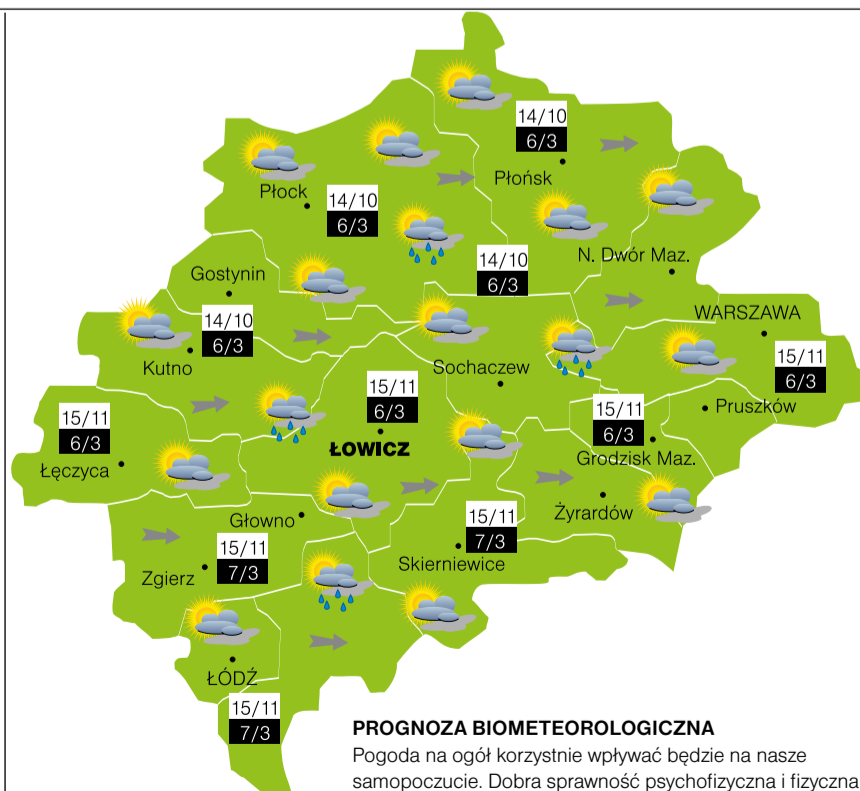 14/10
6/3
Płońsk
Płock
14/10
6/3
N. Dwór Maz.
14/10
6/3
Gostynin
WARSZAWA
14/10
6/3
Kutno
Sochaczew
15/11
6/3
15/11
6/3
ŁOWICZ
15/11
6/3
Pruszków
Grodzisk Maz.
15/11
6/3
Łęczyca
Żyrardów
Głowno
15/11
7/3
Skierniewice
15/11
7/3
Zgierz
ŁÓDŹ
15/11
7/3
PROGNOZA BIOMETEOROLOGICZNA
Pogoda na ogół korzystnie wpływać będzie na nasze
samopoczucie. Dobra sprawność psychofizyczna i fizyczna